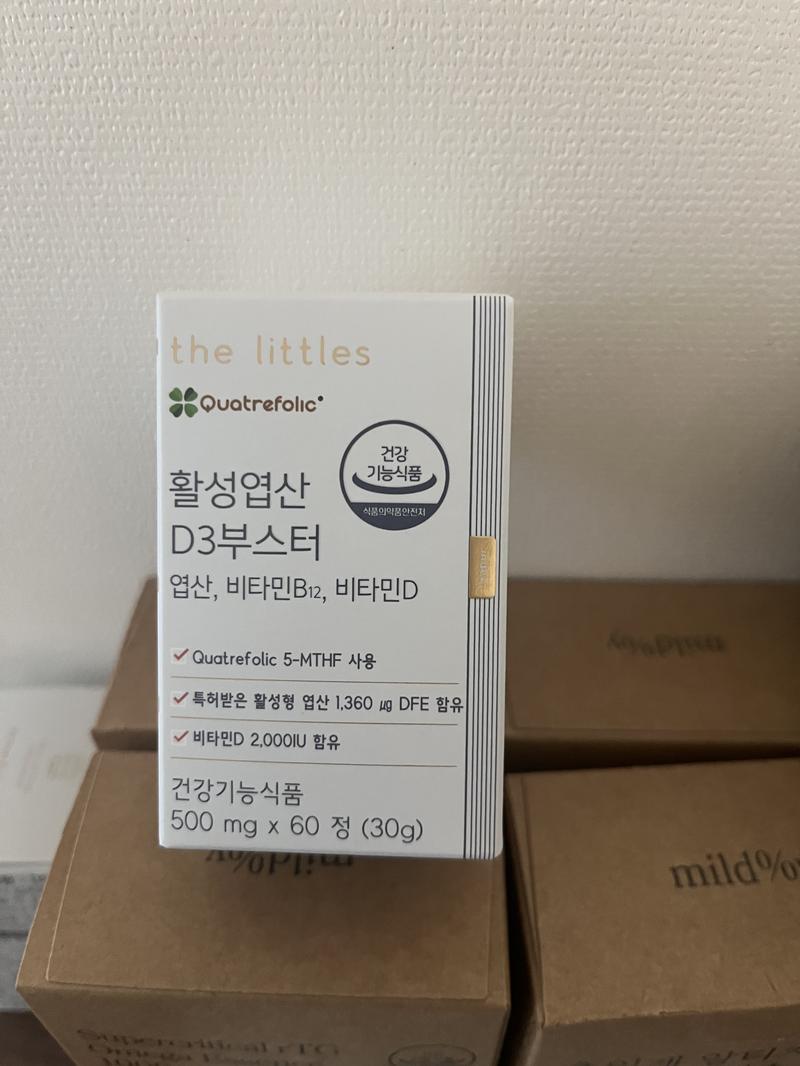 the littles
Quatrefolic
건강
기능식품
식품의약품안전처
활성엽산
D3부스터
엽산, 비타민B12, 비타민D
Quatrefolic 5-MTHF 사용
특허받은 활성형 엽산 1,360 µg DFE 함유
비타민D 2,000IU 함유
건강기능식품
500 mg x 60 정 (30g)
mild%y
mild%y
mild%
Supercritical rTG
Omega